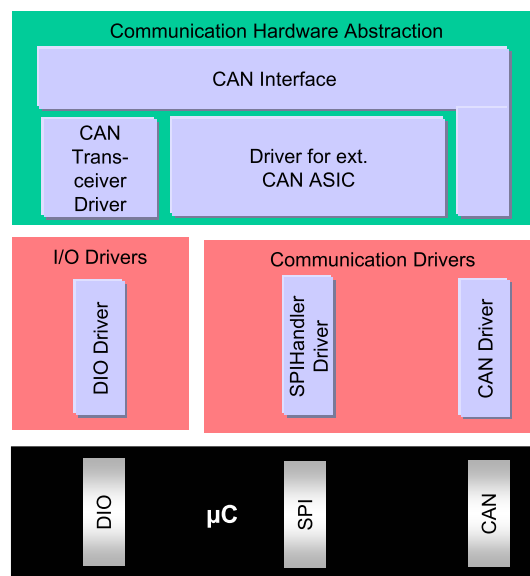 Communication Hardware Abstraction
CAN Interface
CAN
Trans-
ceiver
Driver
Driver for ext.
CAN ASIC
I/O Drivers
Communication Drivers
DIO Driver
SPIHandler
Driver
CAN Driver
DIO
µC
SPI
CAN